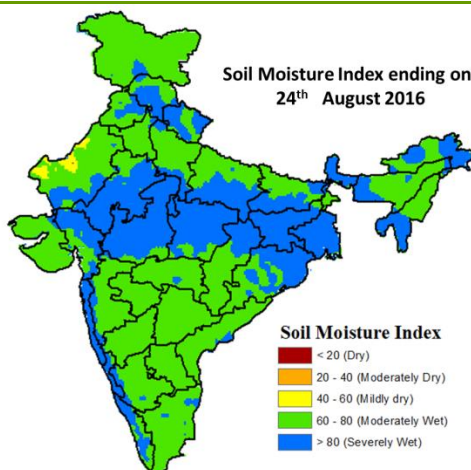 Soil Moisture Index ending on
24th August 2016
Soil Moisture Index
< 20 (Dry)
20 - 40 (Moderately Dry)
40 - 60 (Mildly dry)
60 - 80 (Moderately Wet)
> 80 (Severely Wet)